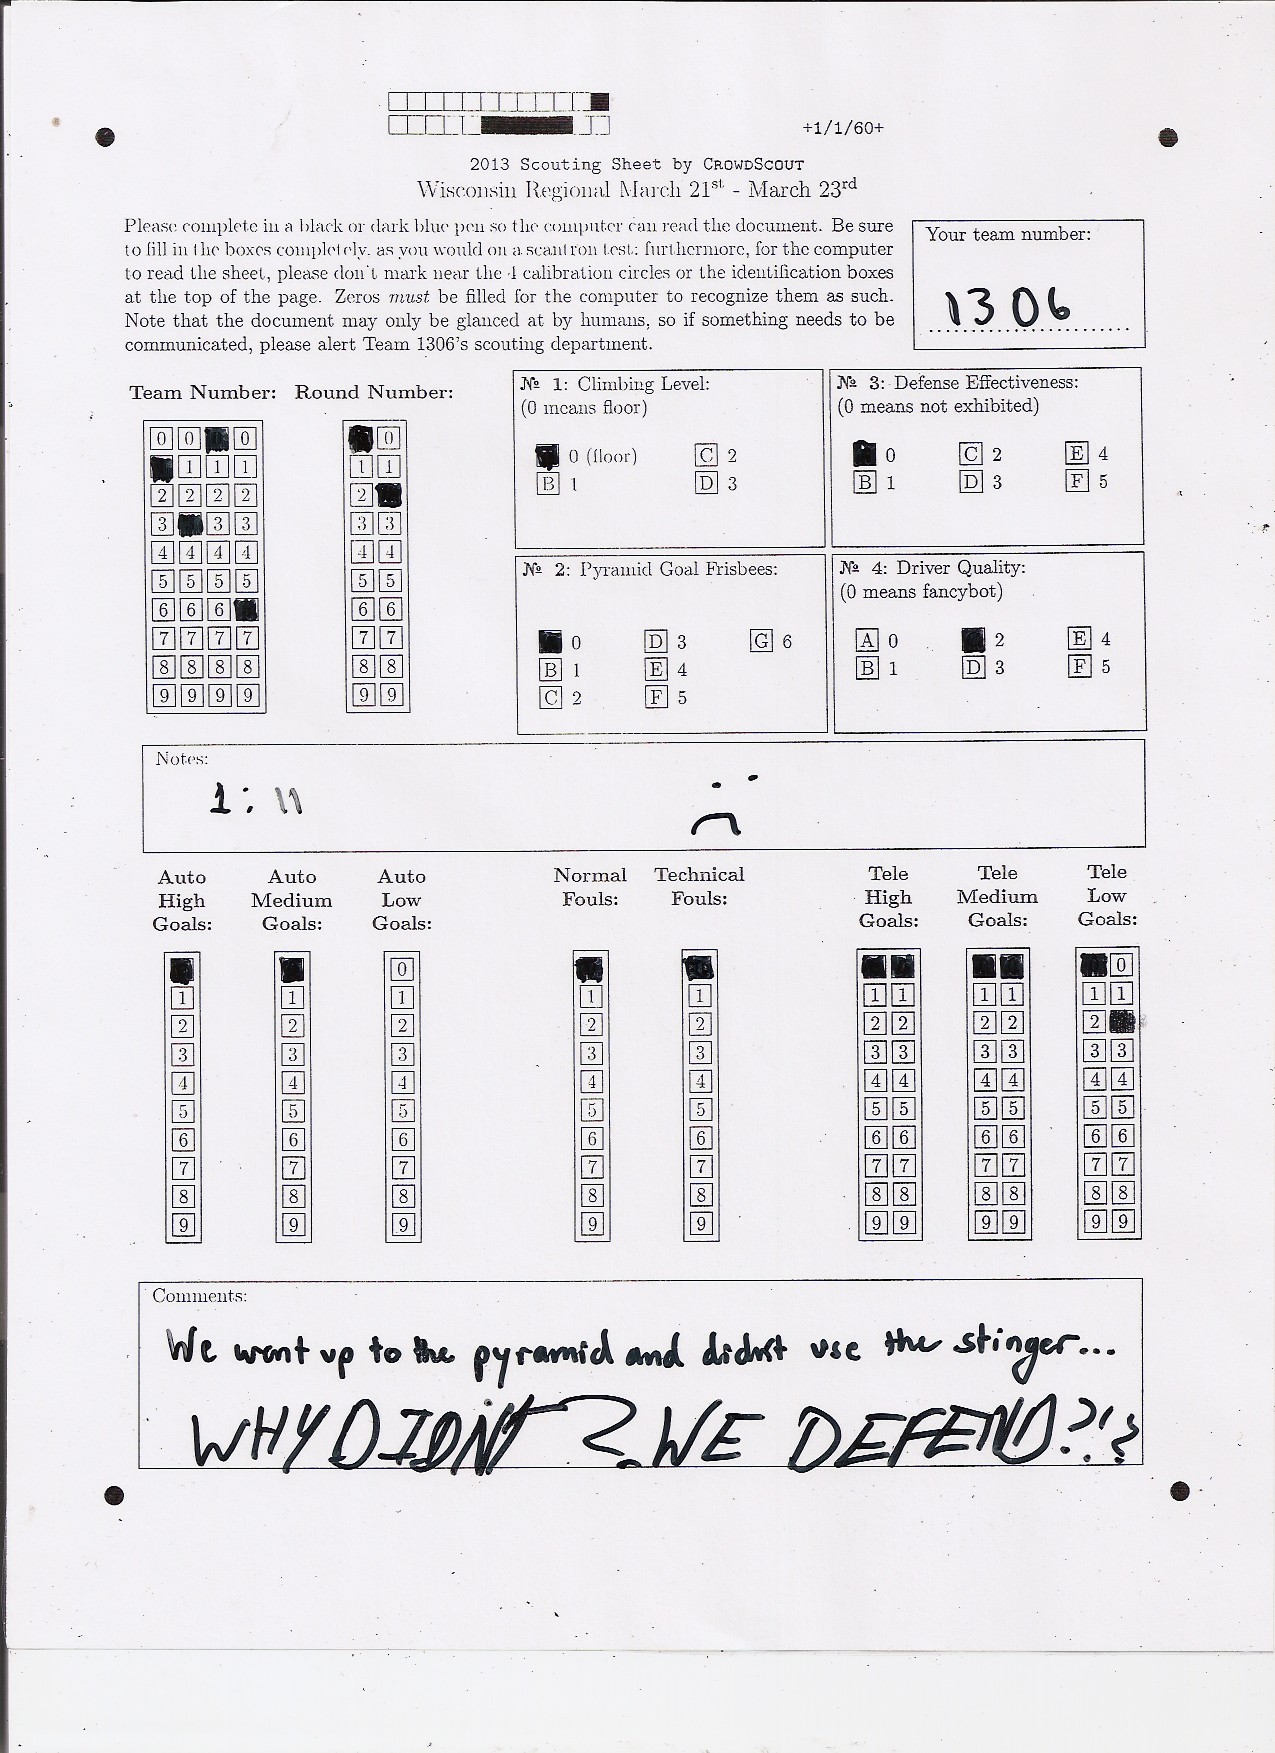 +1/1/60+
2013 Scouting Sheet by CROWDSCOUT
Wisconsin Regional March 21st - March 23rd
Please complete in a black or dark blue pen so the computer can read the document. Be sure
to fill in the boxes completely, as you would on a scantron test; furthermore, for the computer
to read the sheet, please don't mark near the 4 calibration circles or the identification boxes
at the top of the page. Zeros must be filled for the computer to recognize them as such.
Note that the document may only be glanced at by humans, so if something needs to be
communicated, please alert Team 1306's scouting department.
Your team number:
1306
Team Number: Round Number:
0 0 0 0
1 1 1 1 1
2 2 2 2 2
3 3 3 3 3
4 4 4 4 4 4
5 5 5 5 5 5
6 6 6 6 6
7 7 7 7 7 7
8 8 8 8 8 8
9 9 9 9 9 9
№ 1: Climbing Level:
(0 means floor)
0 (floor) C 2
B 1 D 3
№ 3: Defense Effectiveness:
(0 means not exhibited)
0 C 2 E 4
B 1 D 3 F 5
№ 2: Pyramid Goal Frisbees:
0 D 3 G 6
B 1 E 4
C 2 F 5
№ 4: Driver Quality:
(0 means fancybot)
A 0 2 E 4
B 1 D 3 F 5
Notes:
1: 11
Auto High Goals: Auto Medium Goals: Auto Low Goals: Normal Fouls: Technical Fouls: Tele High Goals: Tele Medium Goals: Tele Low Goals:
0 0
1 1 1 1 1 1 1 1 1 1 1
2 2 2 2 2 2 2 2 2 2
3 3 3 3 3 3 3 3 3 3 3
4 4 4 4 4 4 4 4 4 4 4
5 5 5 5 5 5 5 5 5 5 5
6 6 6 6 6 6 6 6 6 6 6
7 7 7 7 7 7 7 7 7 7 7
8 8 8 8 8 8 8 8 8 8 8
9 9 9 9 9 9 9 9 9 9 9
Comments:
We went up to the pyramid and didn't use the stinger...
WHY DIDN'T WE DEFEND?!?